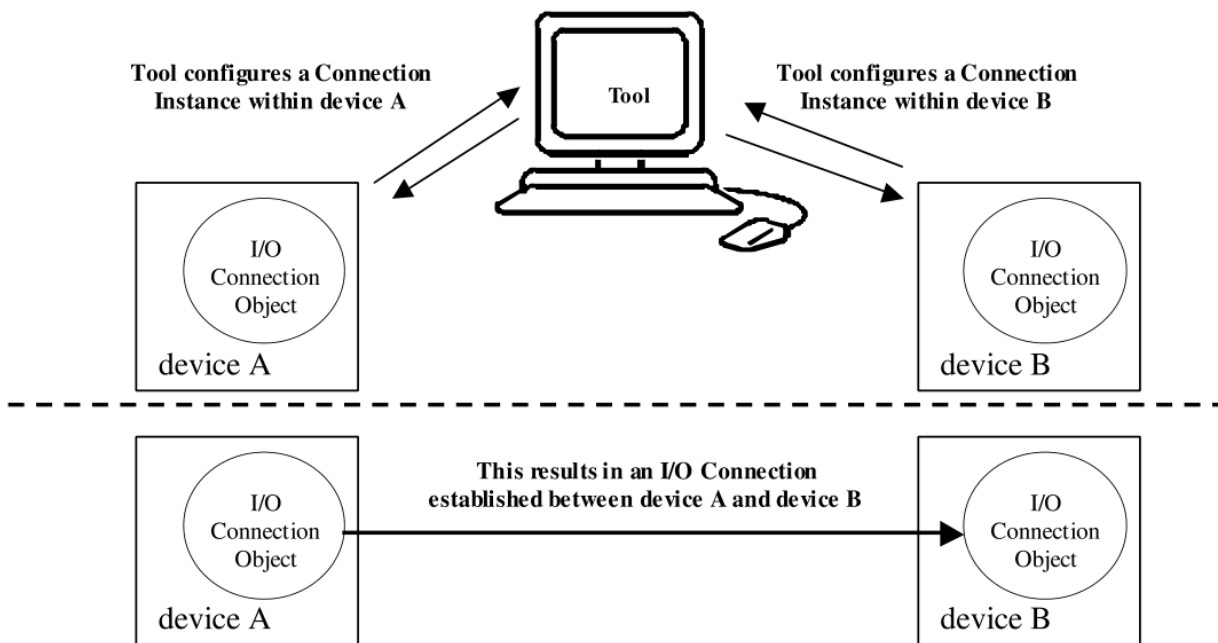 Tool configures a Connection
Instance within device A
Tool
Tool configures a Connection
Instance within device B
I/O
Connection
Object
device A
I/O
Connection
Object
device B
This results in an I/O Connection
established between device A and device B
I/O
Connection
Object
device A
I/O
Connection
Object
device B